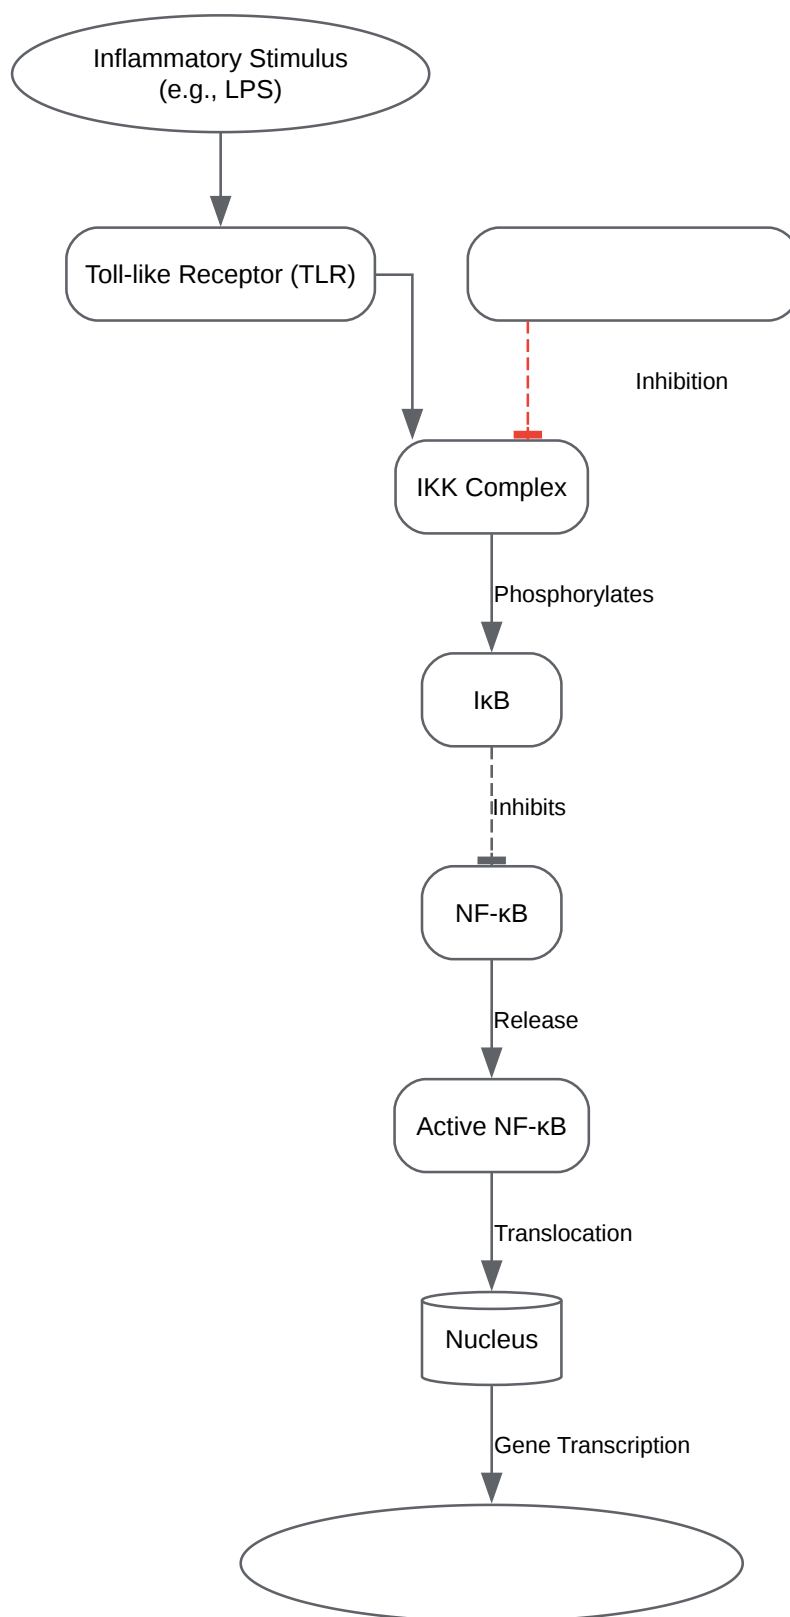 Inflammatory Stimulus
(e.g., LPS)
Toll-like Receptor (TLR)
Inhibition
IKK Complex
Phosphorylates
IκB
Inhibits
NF-κB
Release
Active NF-κB
Translocation
Nucleus
Gene Transcription